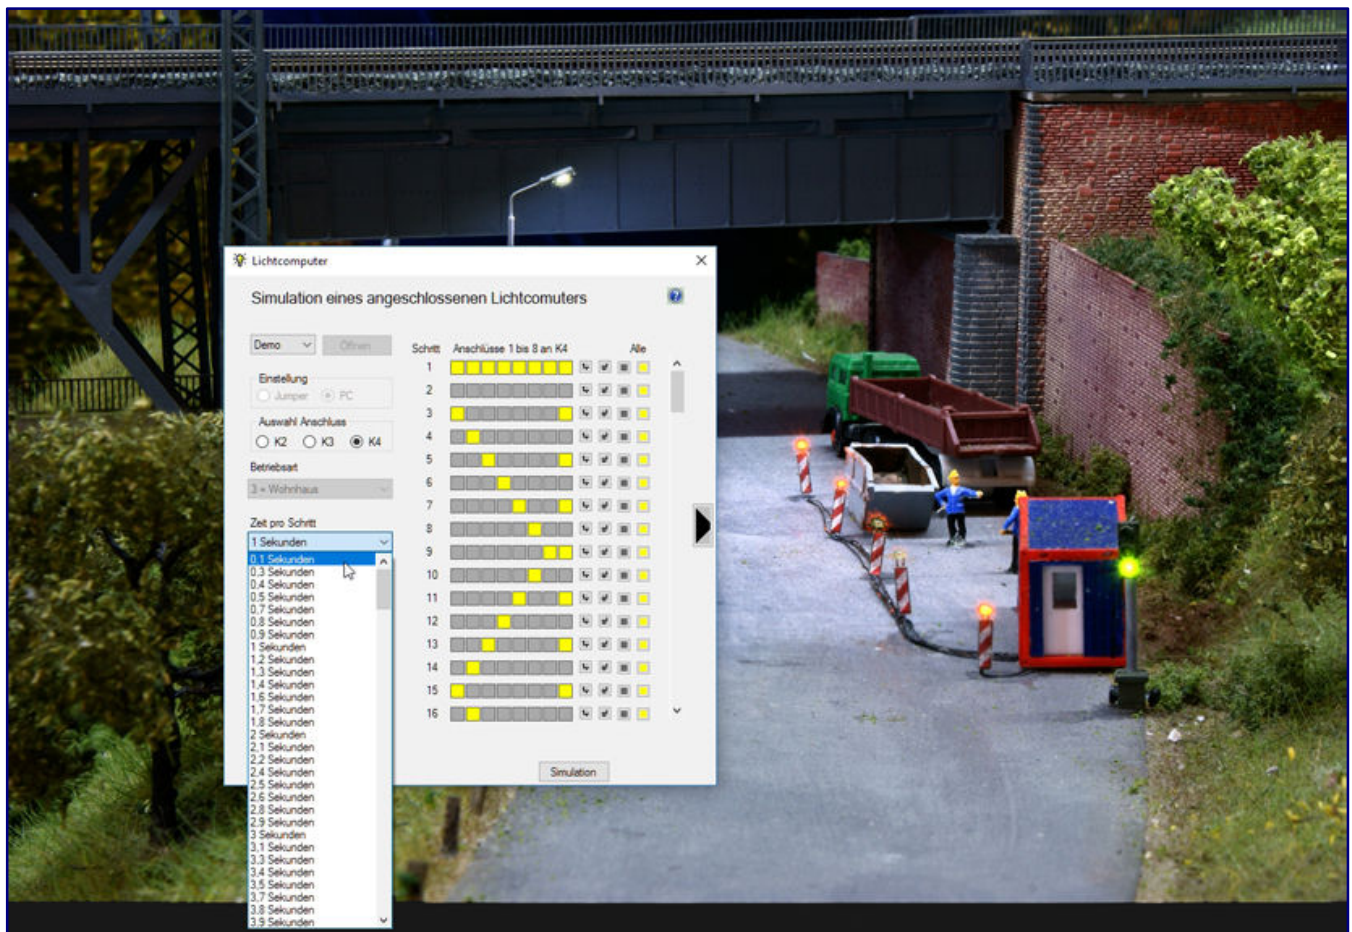 Lichtcomputer
Simulation eines angeschlossenen Lichtcomuters
Demo
Öffnen
Schritt Anschlüsse 1 bis 8 an K4 Alle
Einstellung
Jumper PC
Auswahl Anschluss
K2 K3 K4
Betriebsart
3 = Wohnhaus
Zeit pro Schritt
1 Sekunden
0,1 Sekunden
0,3 Sekunden
0,4 Sekunden
0,5 Sekunden
0,7 Sekunden
0,8 Sekunden
0,9 Sekunden
1 Sekunden
1,2 Sekunden
1,3 Sekunden
1,4 Sekunden
1,6 Sekunden
1,7 Sekunden
1,8 Sekunden
2 Sekunden
2,1 Sekunden
2,2 Sekunden
2,4 Sekunden
2,5 Sekunden
2,6 Sekunden
2,8 Sekunden
2,9 Sekunden
3 Sekunden
3,1 Sekunden
3,3 Sekunden
3,4 Sekunden
3,5 Sekunden
3,7 Sekunden
3,8 Sekunden
3,9 Sekunden
1
2
3
4
5
6
7
8
9
10
11
12
13
14
15
16
Simulation